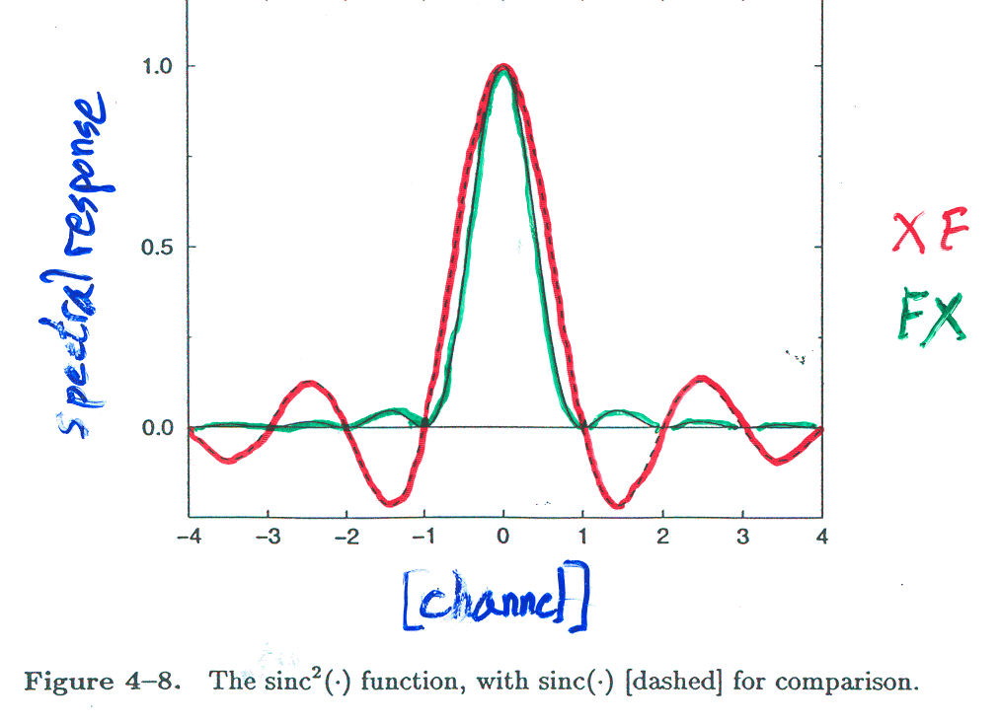 1.0
0.5
0.0
spectral response
XF
FX
-4 -3 -2 -1 0 1 2 3 4
[channel]
Figure 4–8. The sinc²(·) function, with sinc(·) [dashed] for comparison.